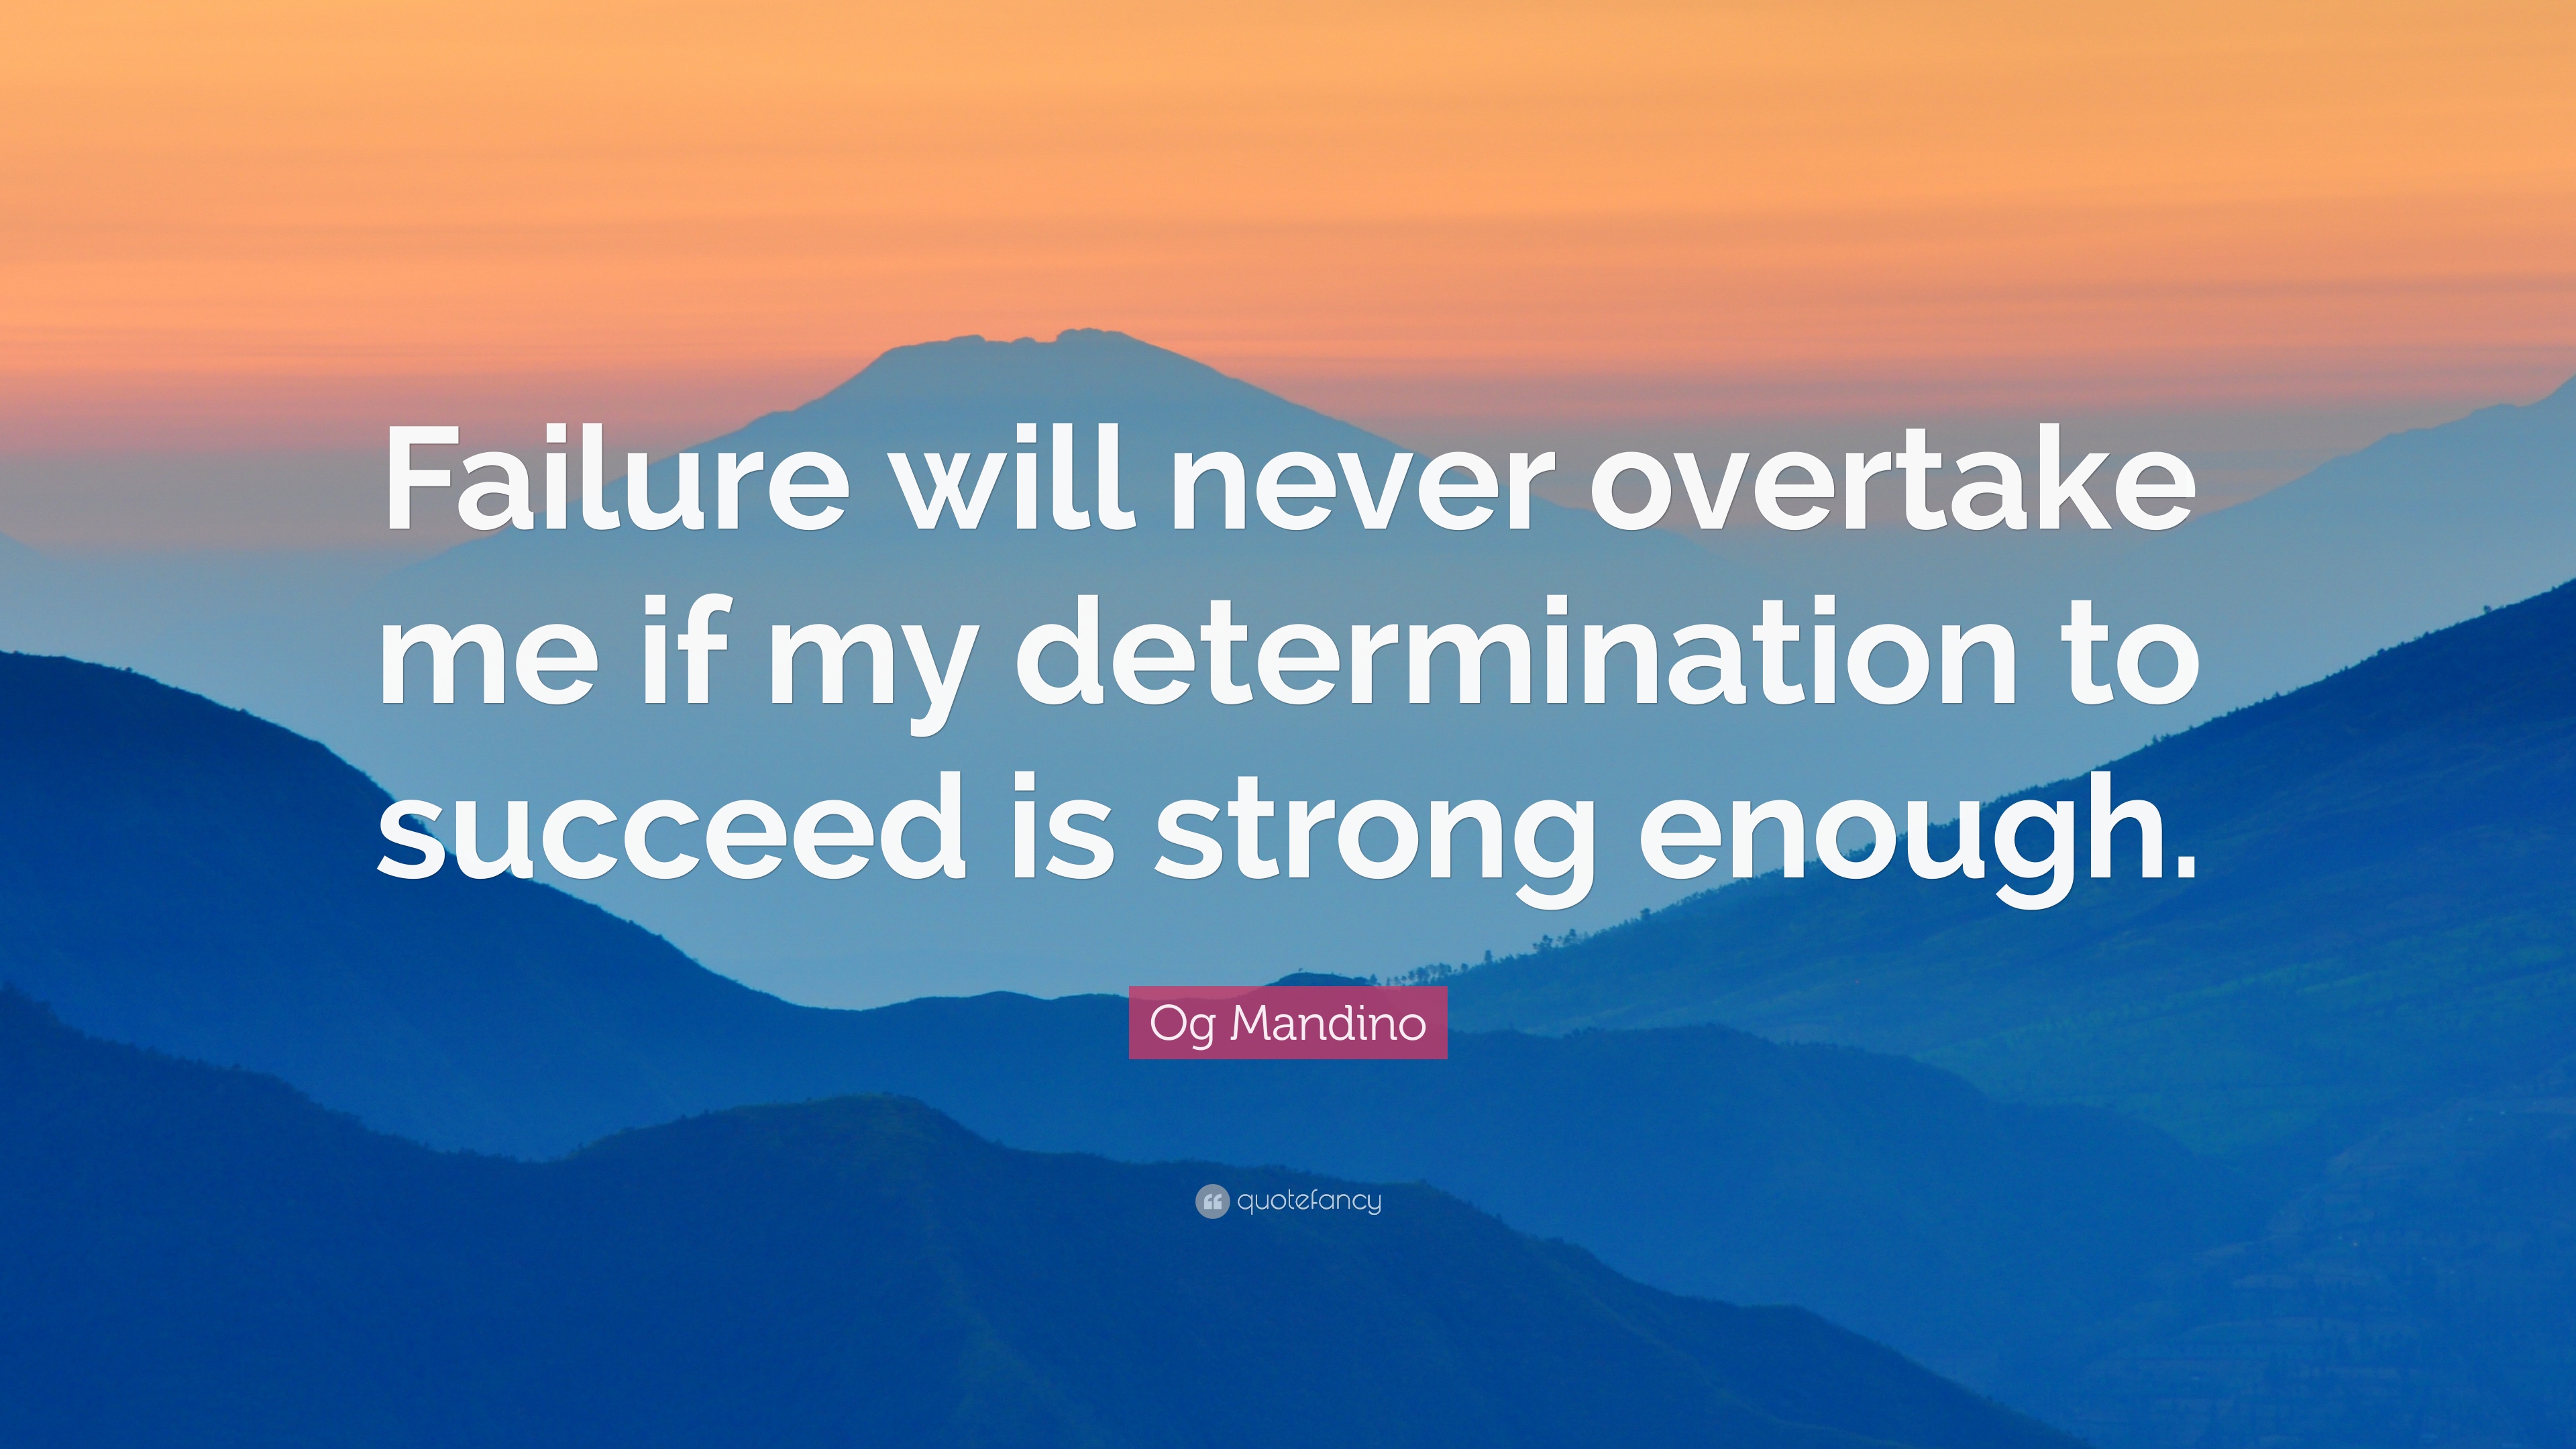 Failure will never overtake
me if my determination to
succeed is strong enough.
Og Mandino
quotefancy